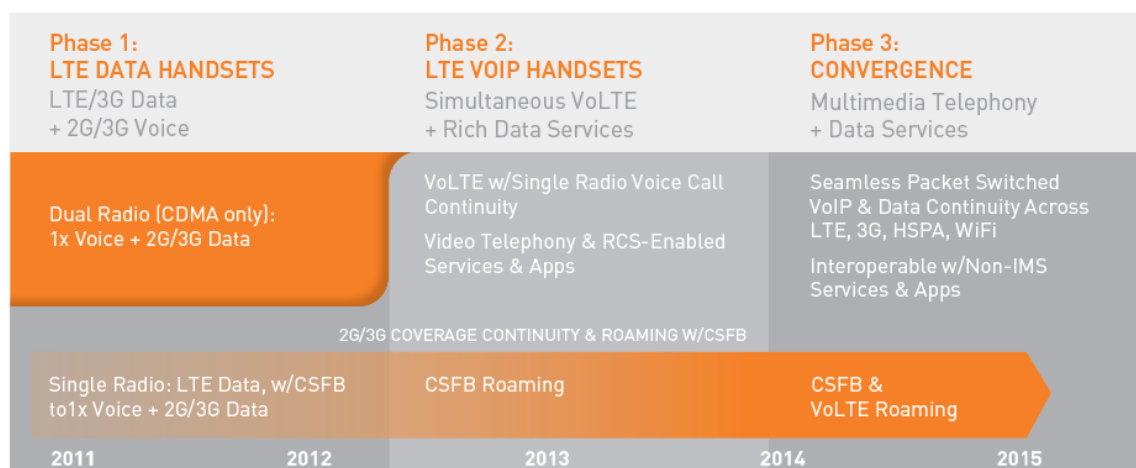 Phase 1:
LTE DATA HANDSETS
LTE/3G Data
+ 2G/3G Voice
Phase 2:
LTE VOIP HANDSETS
Simultaneous VoLTE
+ Rich Data Services
Phase 3:
CONVERGENCE
Multimedia Telephony
+ Data Services
Dual Radio (CDMA only):
1x Voice + 2G/3G Data
VoLTE w/Single Radio Voice Call
Continuity
Video Telephony & RCS-Enabled
Services & Apps
Seamless Packet Switched
VoIP & Data Continuity Across
LTE, 3G, HSPA, WiFi
Interoperable w/Non-IMS
Services & Apps
2G/3G COVERAGE CONTINUITY & ROAMING W/CSFB
Single Radio: LTE Data, w/CSFB
to1x Voice + 2G/3G Data
CSFB Roaming
CSFB &
VoLTE Roaming
2011 2012 2013 2014 2015